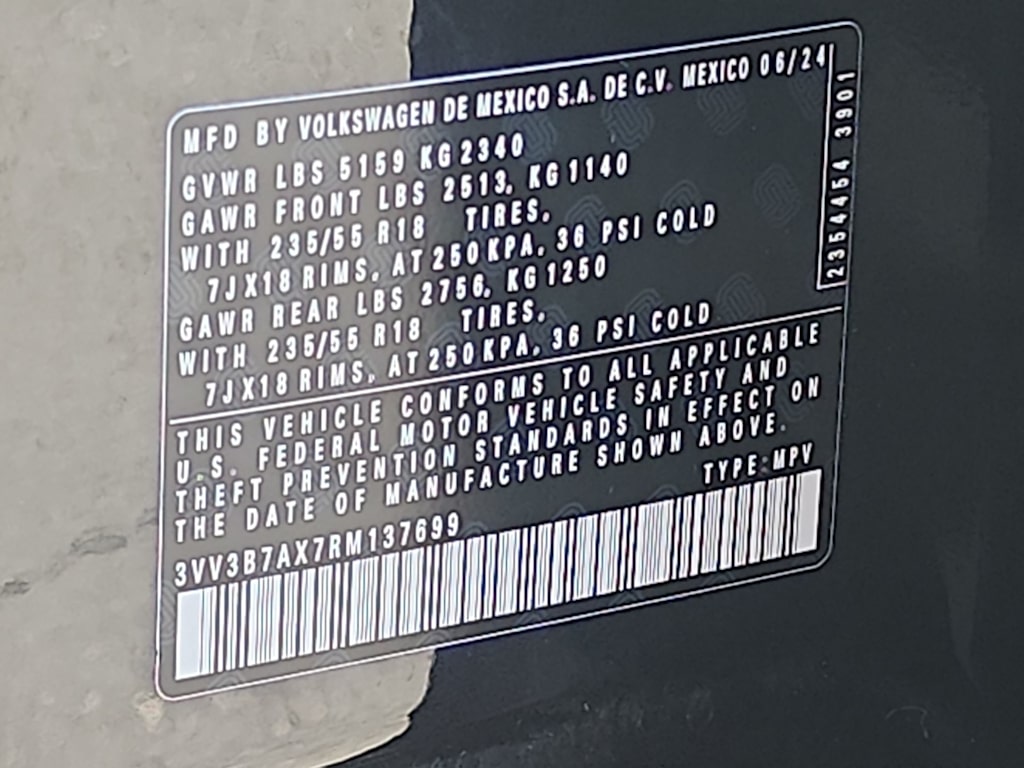 MFD BY VOLKSWAGEN DE MEXICO S.A. DE C.V. MEXICO 06/24
GVWR LBS 5159 KG 2340
GAWR FRONT LBS 2513, KG 1140
WITH 235/55 R18 TIRES.
7JX18 RIMS, AT 250 KPA, 36 PSI COLD
GAWR REAR LBS 2756, KG 1250
WITH 235/55 R18 TIRES.
7JX18 RIMS, AT 250 KPA, 36 PSI COLD
2354454 3901
THIS VEHICLE CONFORMS TO ALL APPLICABLE
U.S. FEDERAL MOTOR VEHICLE SAFETY AND
THEFT PREVENTION STANDARDS IN EFFECT ON
THE DATE OF MANUFACTURE SHOWN ABOVE.
TYPE:MPV
3VV3B7AX7RM137699